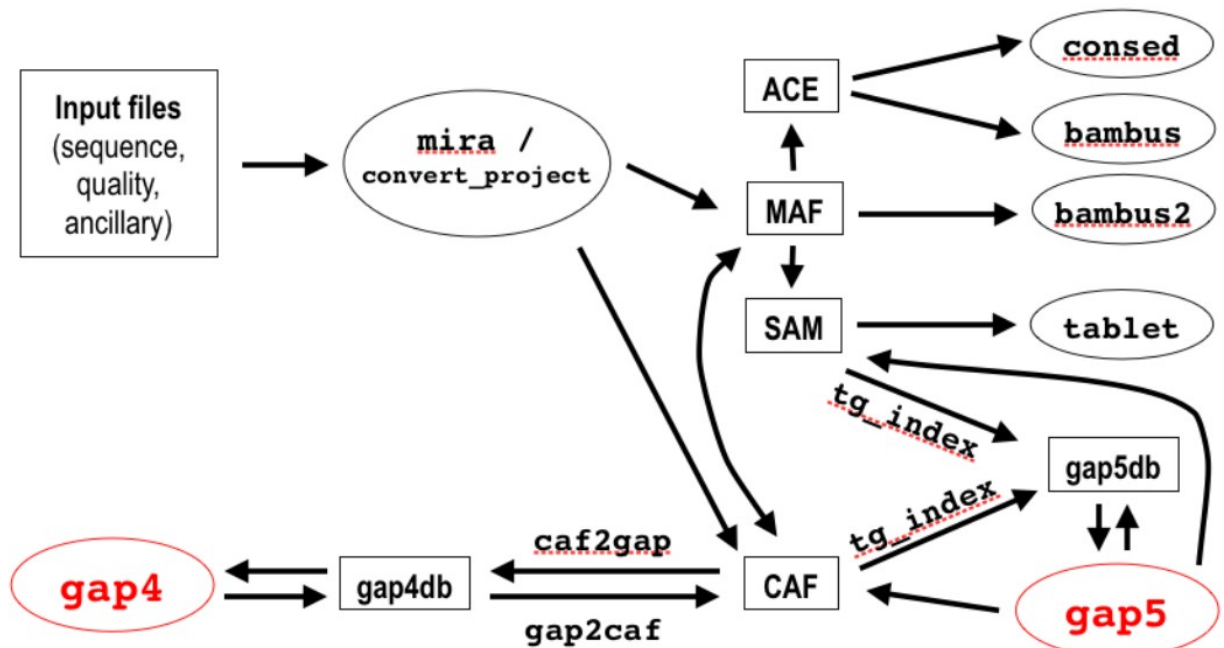 Input files
(sequence,
quality,
ancillary)
mira /
convert_project
ACE
MAF
SAM
consed
bambus
bambus2
tablet
tg_index
gap5db
tg_index
gap4
gap4db
caf2gap
gap2caf
CAF
gap5